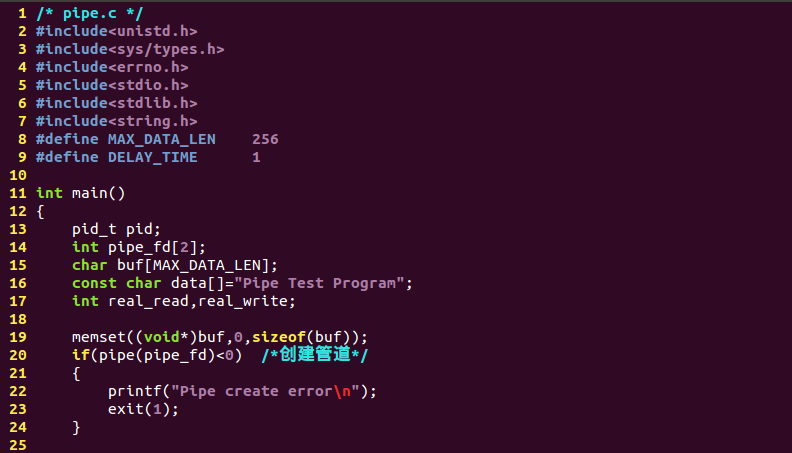 1 /* pipe.c */
2 #include<unistd.h>
3 #include<sys/types.h>
4 #include<errno.h>
5 #include<stdio.h>
6 #include<stdlib.h>
7 #include<string.h>
8 #define MAX_DATA_LEN    256
9 #define DELAY_TIME      1
10
11 int main()
12 {
13     pid_t pid;
14     int pipe_fd[2];
15     char buf[MAX_DATA_LEN];
16     const char data[]="Pipe Test Program";
17     int real_read,real_write;
18
19     memset((void*)buf,0,sizeof(buf));
20     if(pipe(pipe_fd)<0)  /*创建管道*/
21     {
22         printf("Pipe create error\n");
23         exit(1);
24     }
25